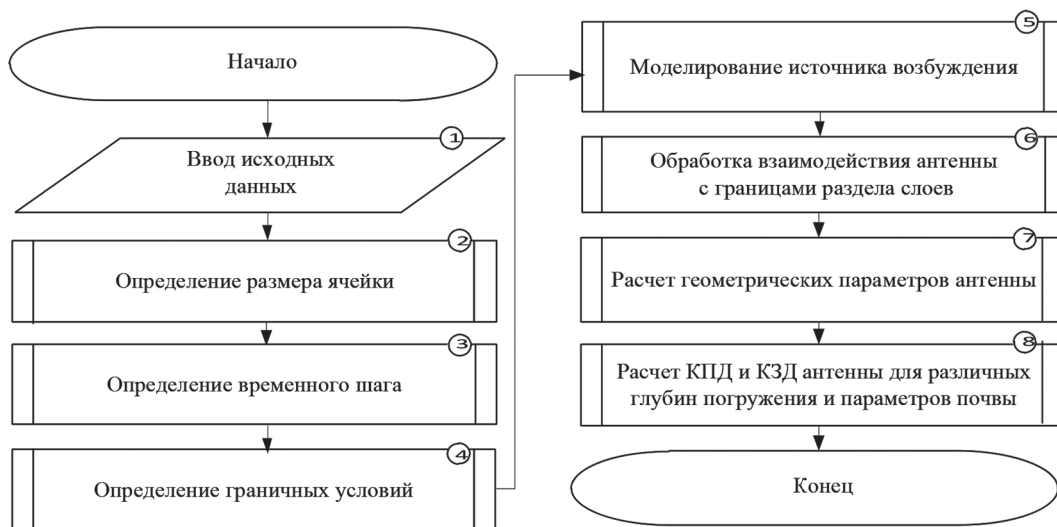 Начало
1
Ввод исходных
данных
2
Определение размера ячейки
3
Определение временного шага
4
Определение граничных условий
5
Моделирование источника возбуждения
6
Обработка взаимодействия антенны
с границами раздела слоев
7
Расчет геометрических параметров антенны
8
Расчет КПД и КЗД антенны для различных
глубин погружения и параметров почвы
Конец